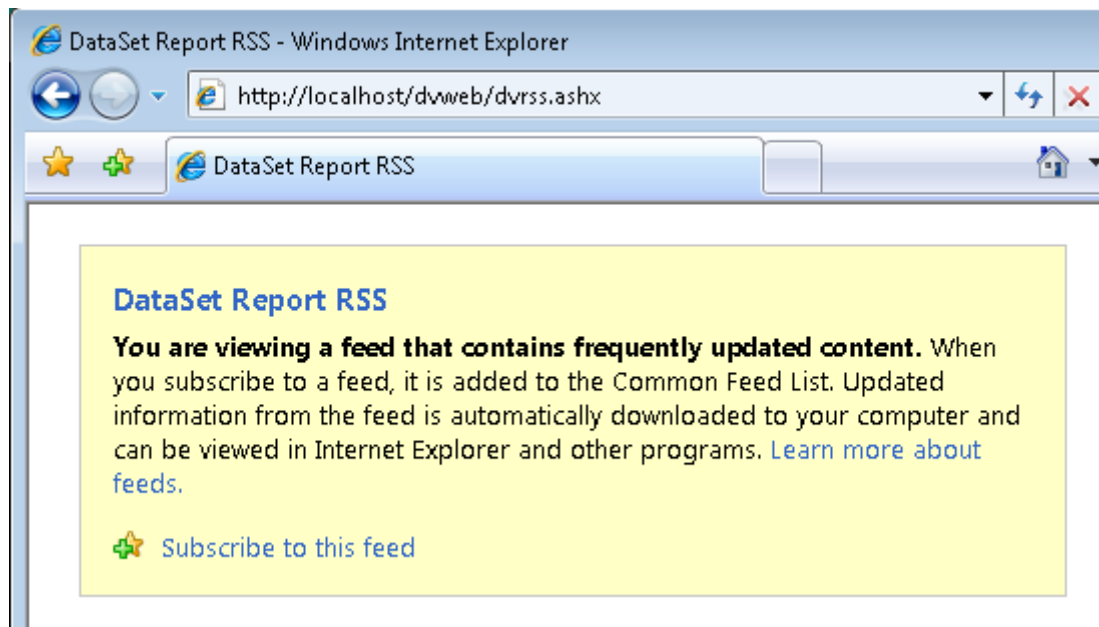 DataSet Report RSS - Windows Internet Explorer
http://localhost/dvweb/dvrss.ashx
DataSet Report RSS
DataSet Report RSS
You are viewing a feed that contains frequently updated content. When
you subscribe to a feed, it is added to the Common Feed List. Updated
information from the feed is automatically downloaded to your computer and
can be viewed in Internet Explorer and other programs. Learn more about
feeds.
Subscribe to this feed